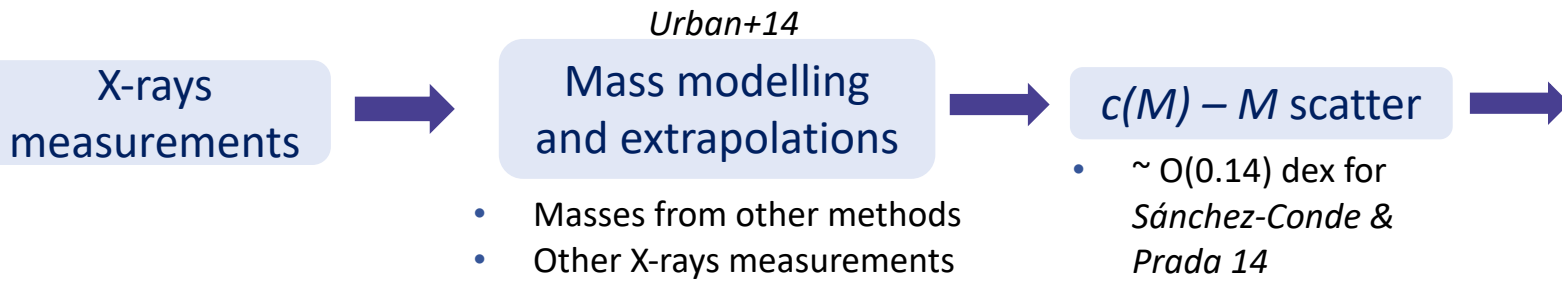 Urban+14
X-rays
measurements
Mass modelling
and extrapolations
c(M) – M scatter
• Masses from other methods
• Other X-rays measurements
• ~ O(0.14) dex for
Sánchez-Conde &
Prada 14